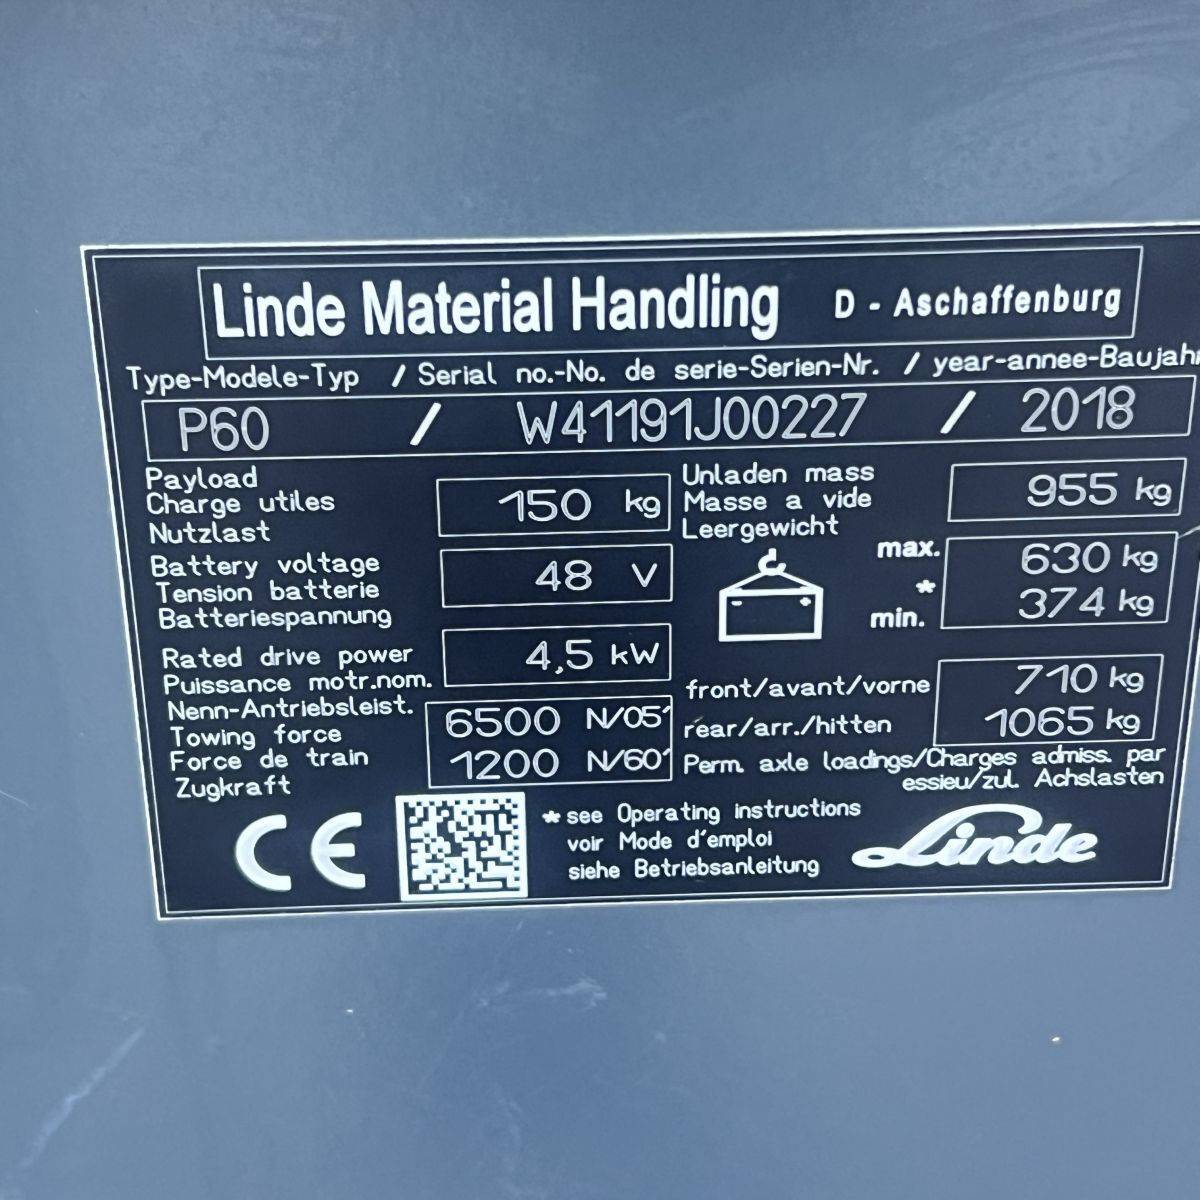 Linde Material Handling D - Aschaffenburg
Type-Modele-Typ / Serial no.-No. de serie-Serien-Nr. / year-annee-Baujahr
P60 / W41191J00227 / 2018
Payload
Charge utiles
Nutzlast
150 kg
Unladen mass
Masse a vide
Leergewicht
955 kg
Battery voltage
Tension batterie
Batteriespannung
48 V
- +
max. 630 kg
*
min. 374 kg
Rated drive power
Puissance motr.nom.
Nenn-Antriebsleist.
4,5 kW
Towing force
Force de train
Zugkraft
6500 N/05'
1200 N/60'
front/avant/vorne 710 kg
rear/arr./hitten 1065 kg
Perm. axle loadings/Charges admiss. par
essieu/zul. Achslasten
CE
* see Operating instructions
voir Mode d'emploi
siehe Betriebsanleitung
Linde